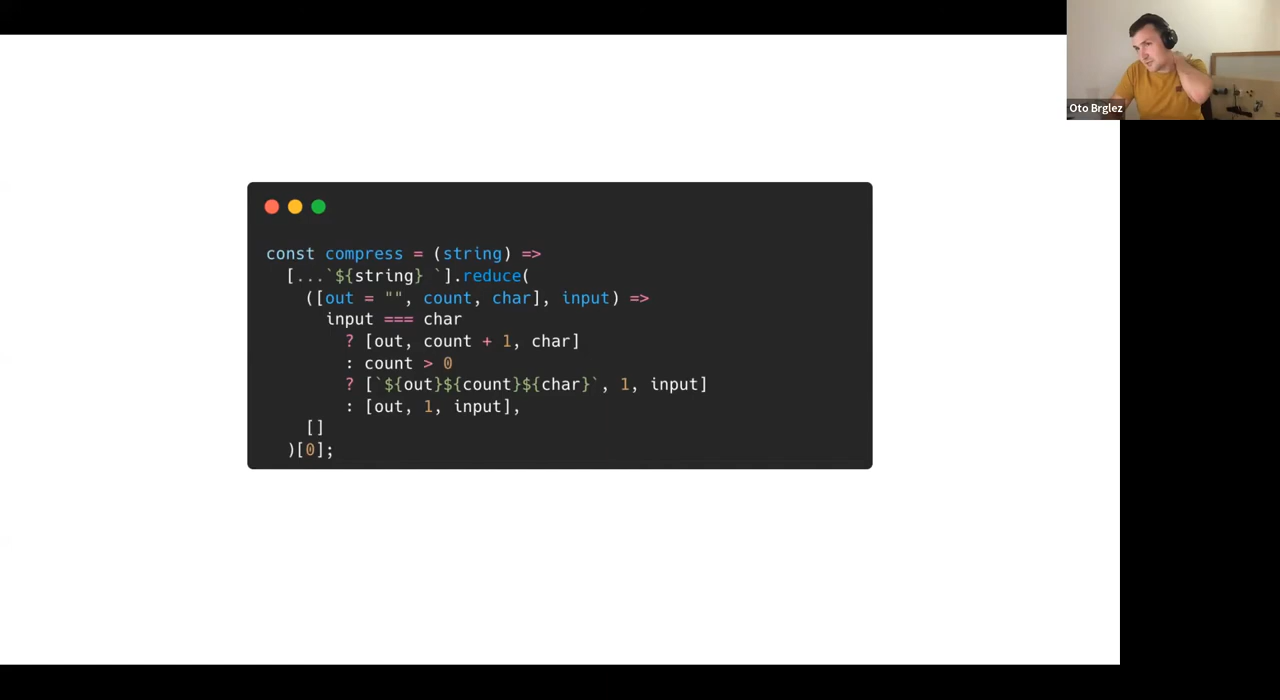 Oto Brglez
const compress = (string) =>
  [...`${string} `].reduce(
    ([out = "", count, char], input) =>
      input === char
        ? [out, count + 1, char]
        : count > 0
        ? [`${out}${count}${char}`, 1, input]
        : [out, 1, input],
    []
  )[0];